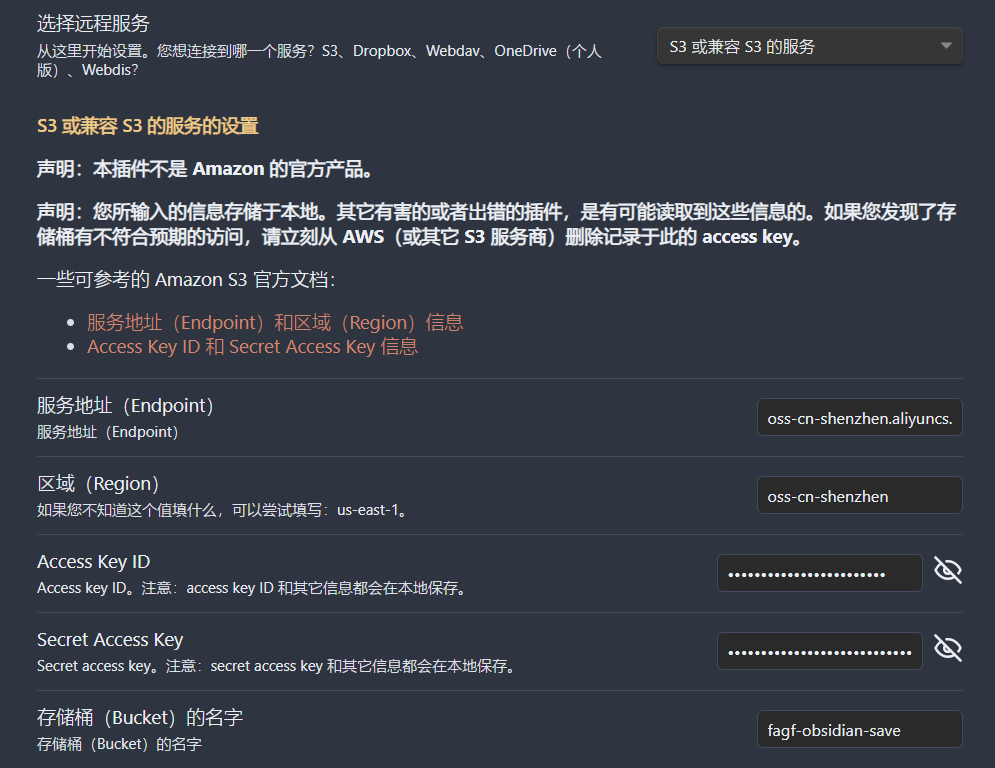 选择远程服务
从这里开始设置。您想连接到哪一个服务？S3、Dropbox、Webdav、OneDrive（个人
版）、Webdis？
S3 或兼容 S3 的服务
S3 或兼容 S3 的服务的设置
声明：本插件不是 Amazon 的官方产品。
声明：您所输入的信息存储于本地。其它有害的或者出错的插件，是有可能读取到这些信息的。如果您发现了存
储桶有不符合预期的访问，请立刻从 AWS（或其它 S3 服务商）删除记录于此的 access key。
一些可参考的 Amazon S3 官方文档：
服务地址（Endpoint）和区域（Region）信息
Access Key ID 和 Secret Access Key 信息
服务地址（Endpoint）
服务地址（Endpoint）
oss-cn-shenzhen.aliyuncs.
区域（Region）
如果您不知道这个值填什么，可以尝试填写：us-east-1。
oss-cn-shenzhen
Access Key ID
Access key ID。注意：access key ID 和其它信息都会在本地保存。
Secret Access Key
Secret access key。注意：secret access key 和其它信息都会在本地保存。
存储桶（Bucket）的名字
存储桶（Bucket）的名字
fagf-obsidian-save